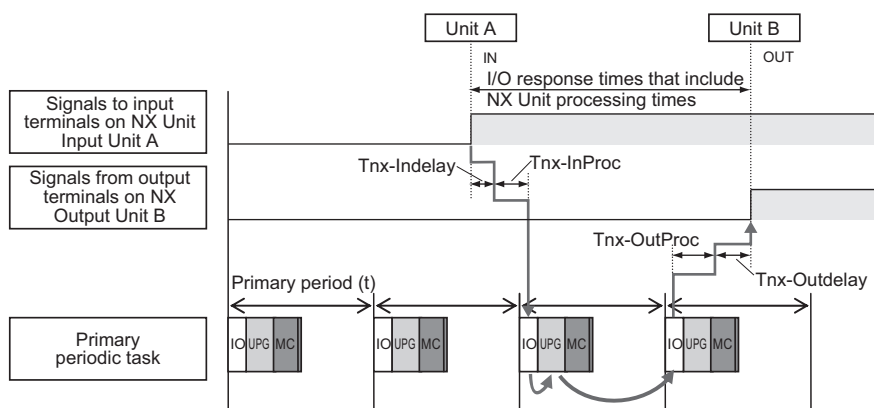 Unit A
Unit B
IN
OUT
I/O response times that include
NX Unit processing times
Signals to input
terminals on NX Unit
Input Unit A
Tnx-Indelay
Tnx-InProc
Signals from output
terminals on NX
Output Unit B
Tnx-OutProc
Tnx-Outdelay
Primary period (t)
Primary
periodic task
IO UPG MC
IO UPG MC
IO UPG MC
IO UPG MC